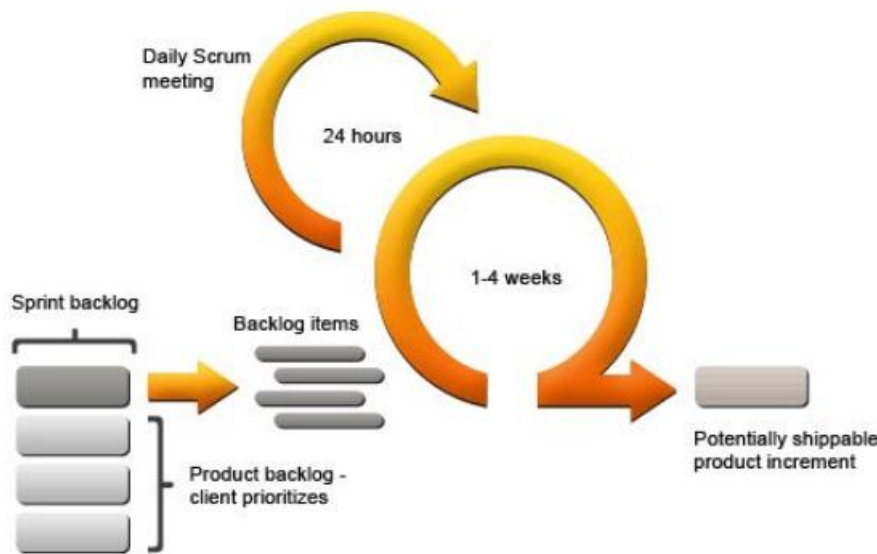 Daily Scrum
meeting
24 hours
1-4 weeks
Sprint backlog
Backlog items
Product backlog -
client prioritizes
Potentially shippable
product increment